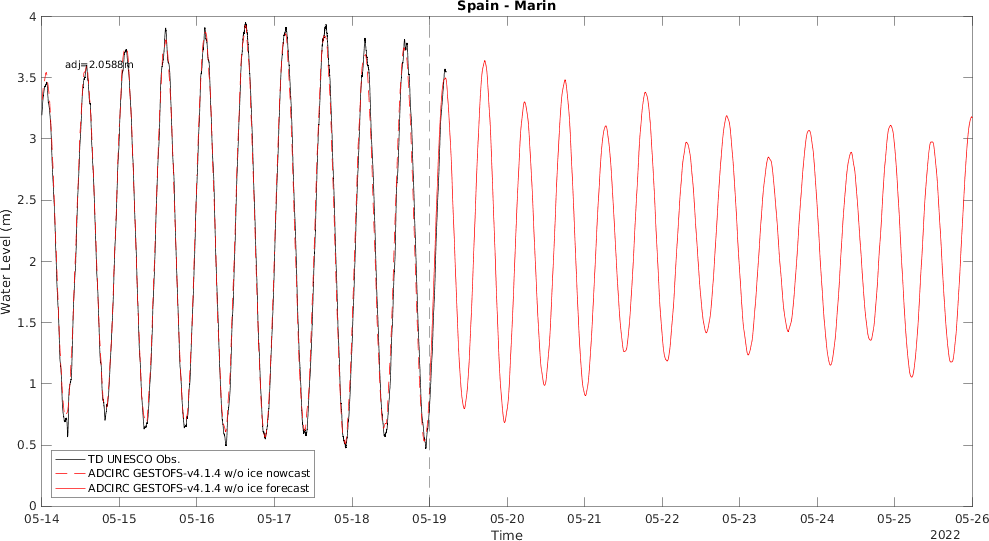 Spain - Marin
adj=2.0588m
Water Level (m)
4
3.5
3
2.5
2
1.5
1
0.5
0
TD UNESCO Obs.
ADCIRC GESTOFS-v4.1.4 w/o ice nowcast
ADCIRC GESTOFS-v4.1.4 w/o ice forecast
05-14 05-15 05-16 05-17 05-18 05-19 05-20 05-21 05-22 05-23 05-24 05-25 05-26
Time
2022